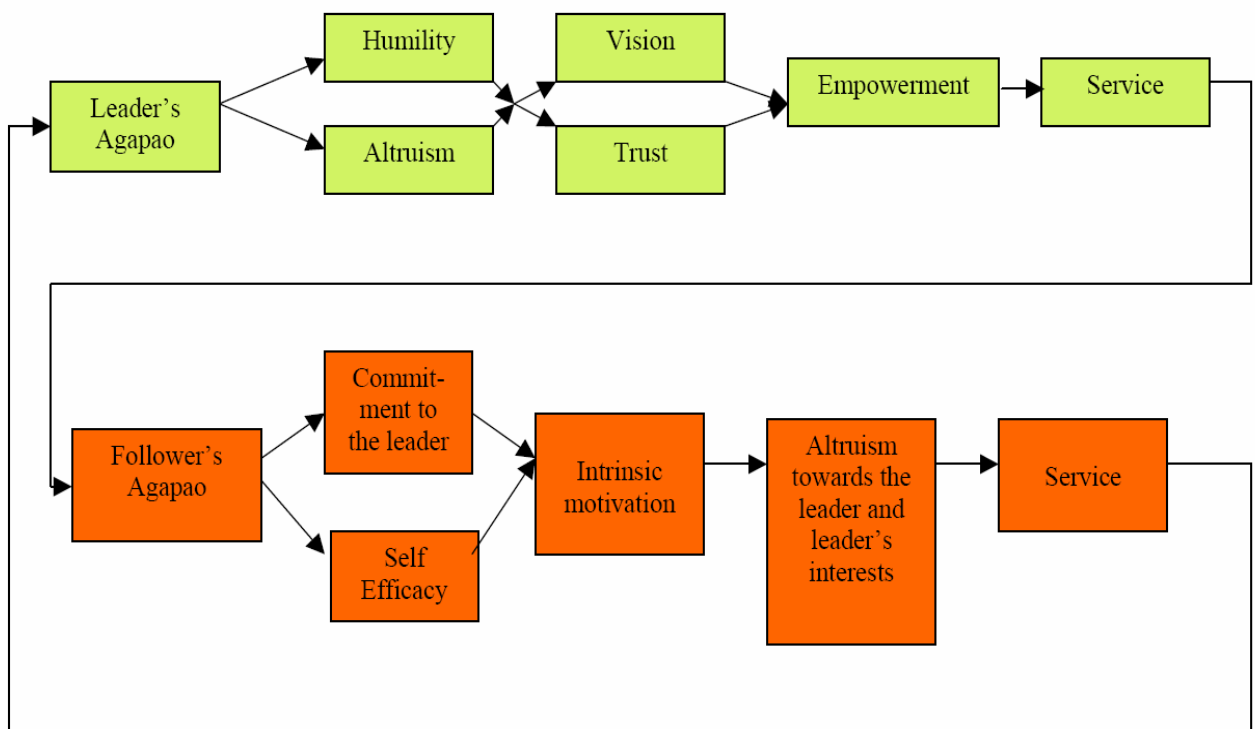 Humility
Vision
Leader's
Agapao
Empowerment
Service
Altruism
Trust
Commit-
ment to
the leader
Follower's
Agapao
Self
Efficacy
Intrinsic
motivation
Altruism
towards the
leader and
leader's
interests
Service